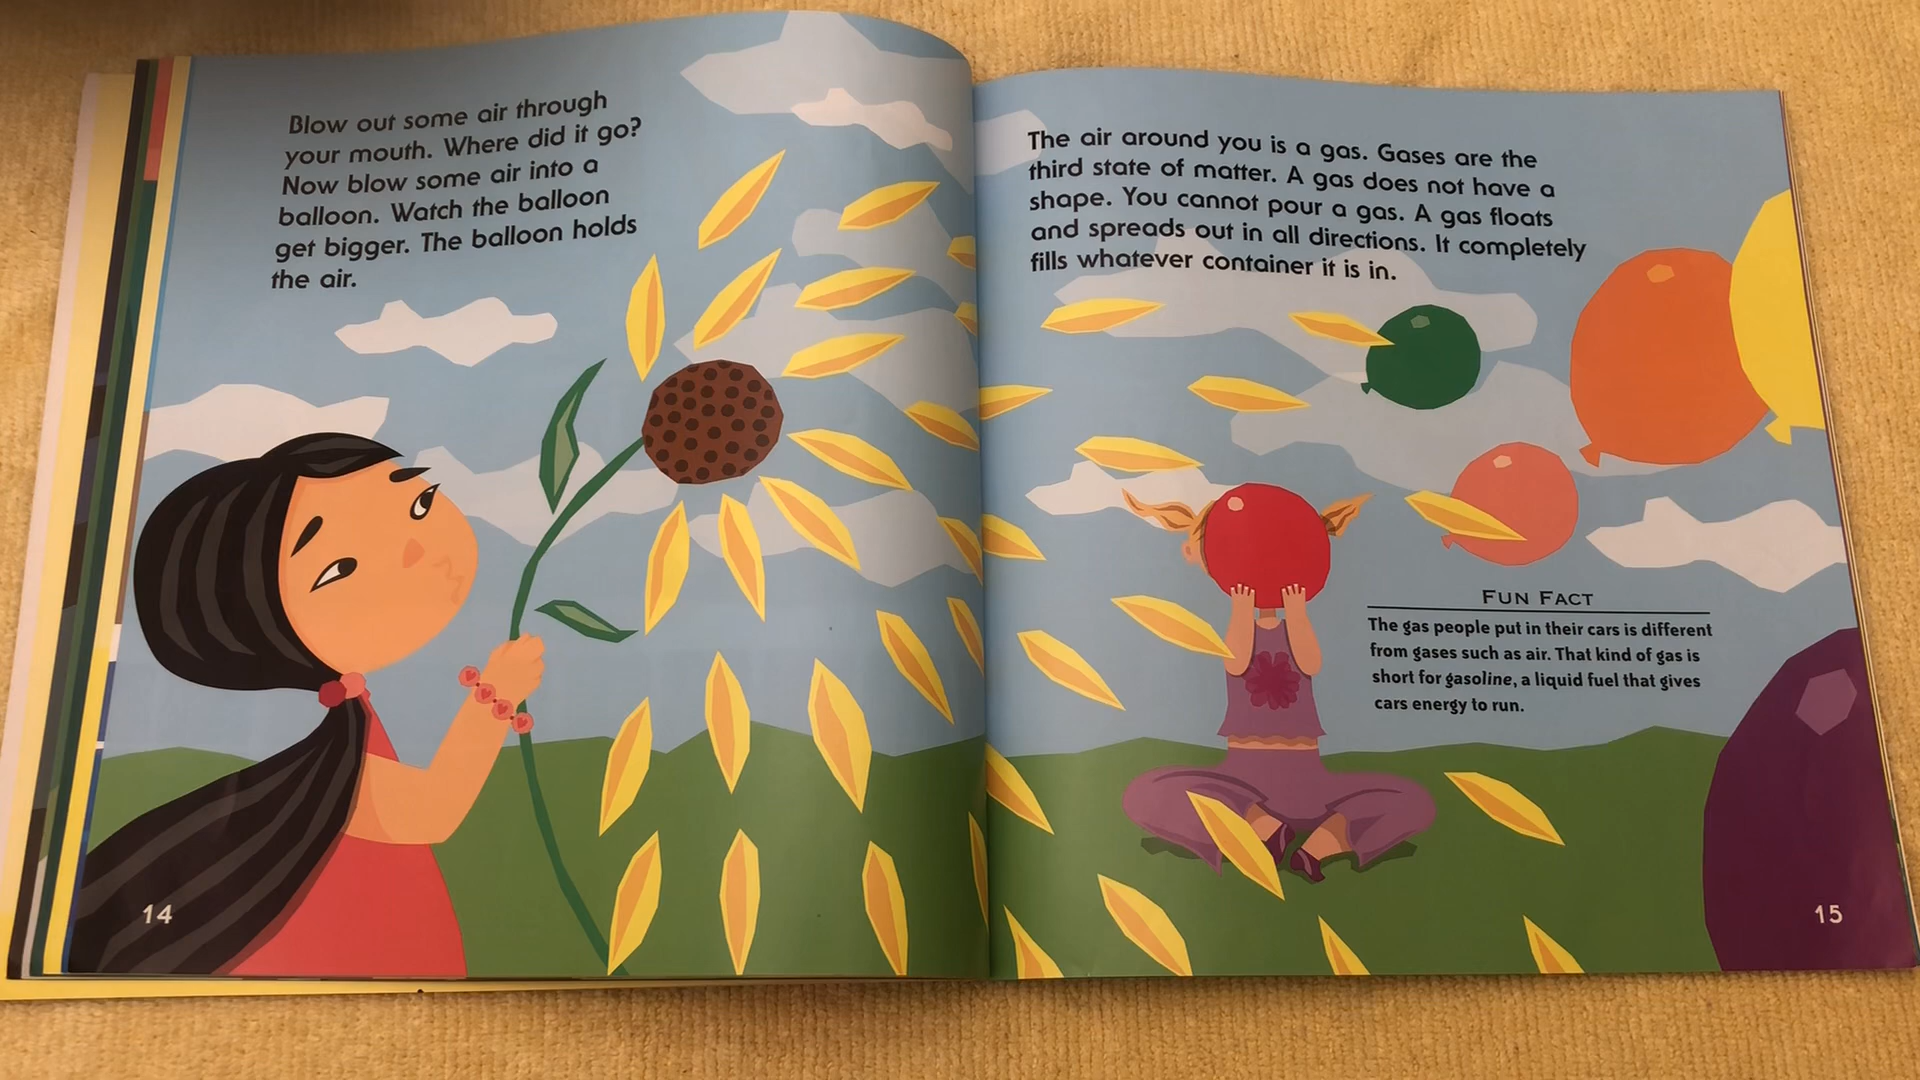 Blow out some air through
your mouth. Where did it go?
Now blow some air into a
balloon. Watch the balloon
get bigger. The balloon holds
the air.
14
The air around you is a gas. Gases are the
third state of matter. A gas does not have a
shape. You cannot pour a gas. A gas floats
and spreads out in all directions. It completely
fills whatever container it is in.
FUN FACT
The gas people put in their cars is different
from gases such as air. That kind of gas is
short for gasoline, a liquid fuel that gives
cars energy to run.
15